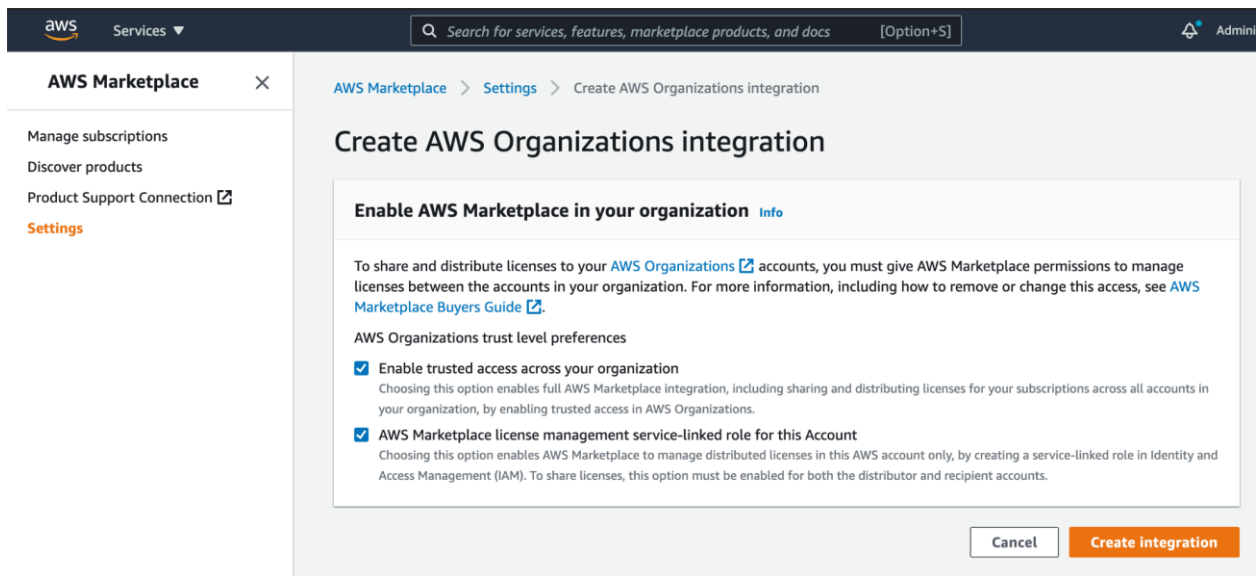 aws
Services ▼
Search for services, features, marketplace products, and docs
[Option+S]
Admini
AWS Marketplace
Manage subscriptions
Discover products
Product Support Connection
Settings
AWS Marketplace > Settings > Create AWS Organizations integration
Create AWS Organizations integration
Enable AWS Marketplace in your organization Info
To share and distribute licenses to your AWS Organizations accounts, you must give AWS Marketplace permissions to manage
licenses between the accounts in your organization. For more information, including how to remove or change this access, see AWS
Marketplace Buyers Guide.
AWS Organizations trust level preferences
Enable trusted access across your organization
Choosing this option enables full AWS Marketplace integration, including sharing and distributing licenses for your subscriptions across all accounts in
your organization, by enabling trusted access in AWS Organizations.
AWS Marketplace license management service-linked role for this Account
Choosing this option enables AWS Marketplace to manage distributed licenses in this AWS account only, by creating a service-linked role in Identity and
Access Management (IAM). To share licenses, this option must be enabled for both the distributor and recipient accounts.
Cancel
Create integration